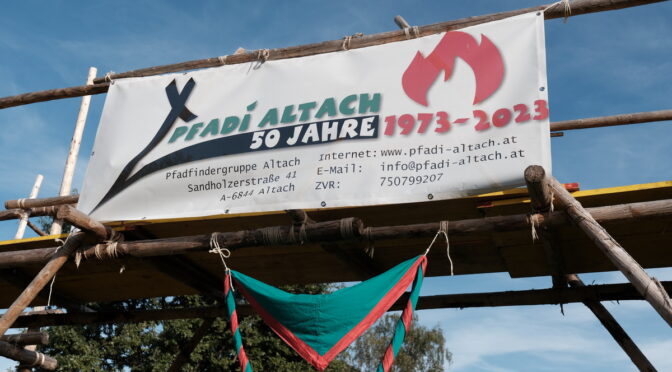 PFADI ALTACH
50 JAHRE 1973-2023
Pfadfindergruppe Altach
Sandholzerstraße 41
A-6844 Altach
Internet: www.pfadi-altach.at
E-Mail: info@pfadi-altach.at
ZVR: 750799207